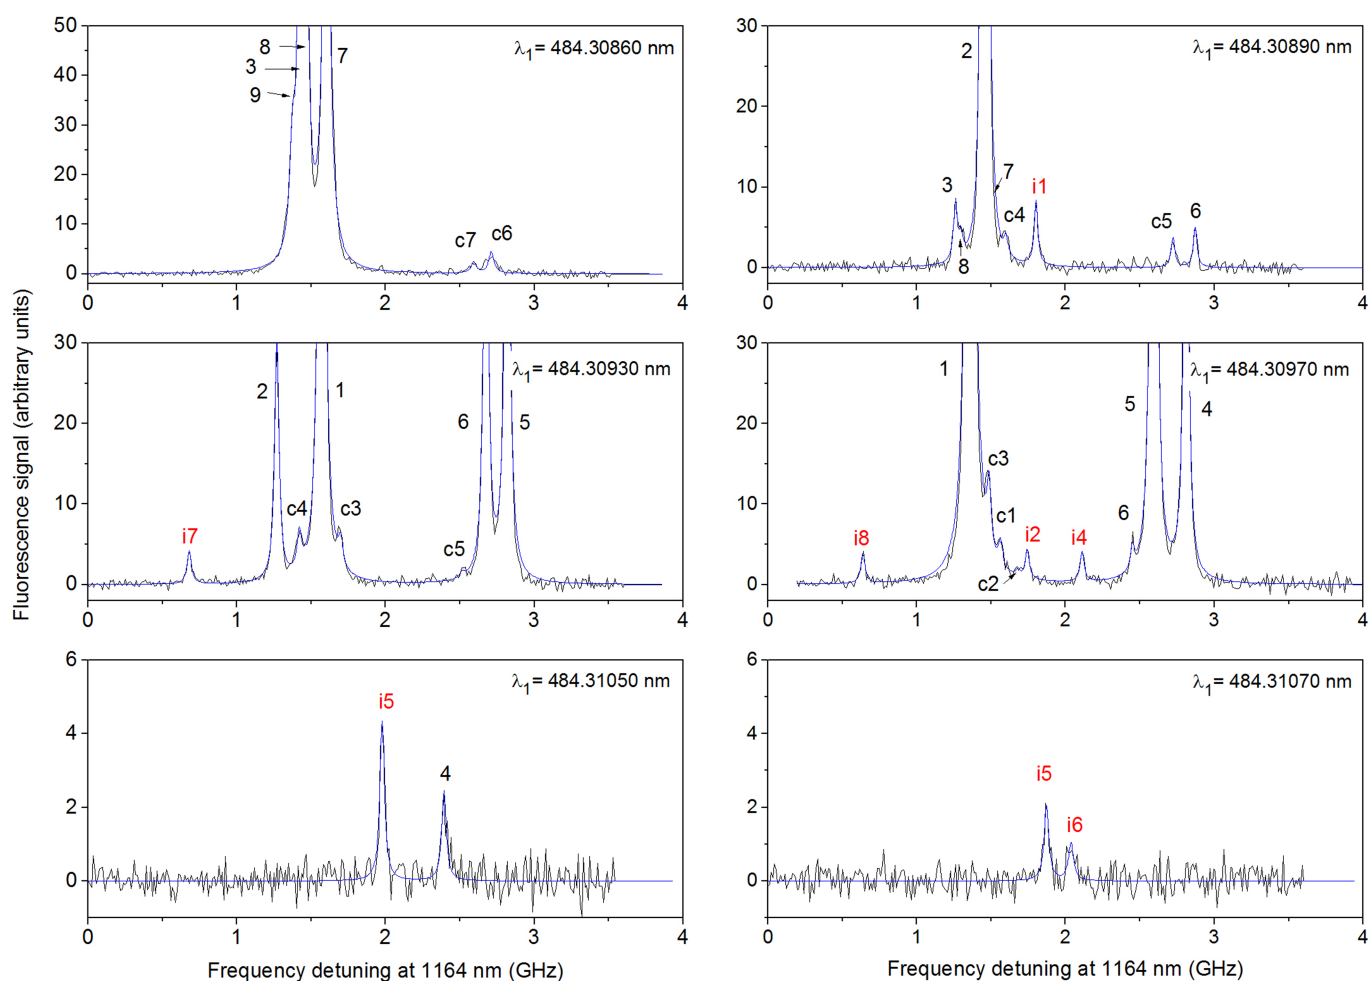 50
40
30
20
10
0
0
1
2
3
4
8
3
9
7
c7
c6
λ1= 484.30860 nm
30
20
10
0
0
1
2
3
4
2
3
8
7
c4
i1
c5
6
λ1= 484.30890 nm
Fluorescence signal (arbitrary units)
30
20
10
0
0
1
2
3
4
i7
2
c4
1
c3
c5
6
5
λ1= 484.30930 nm
30
20
10
0
0
1
2
3
4
i8
1
c3
c1
c2
i2
i4
6
5
4
λ1= 484.30970 nm
6
4
2
0
0
1
2
3
4
i5
4
λ1= 484.31050 nm
Frequency detuning at 1164 nm (GHz)
6
4
2
0
0
1
2
3
4
i5
i6
λ1= 484.31070 nm
Frequency detuning at 1164 nm (GHz)